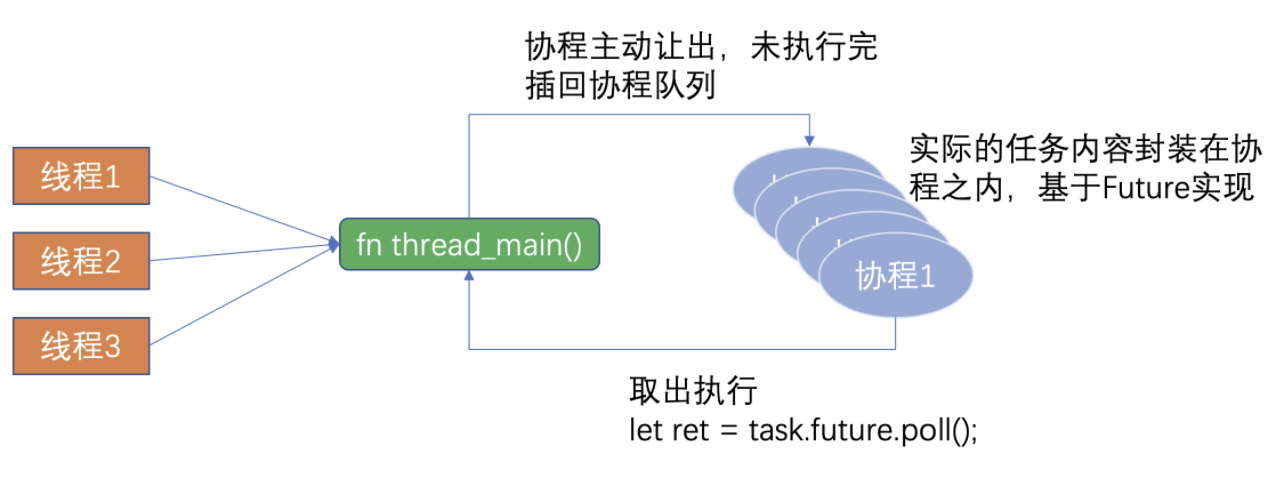 协程主动让出，未执行完
插回协程队列
实际的任务内容封装在协
程之内，基于Future实现
线程1
线程2
线程3
fn thread_main()
协程1
取出执行
let ret = task.future.poll();